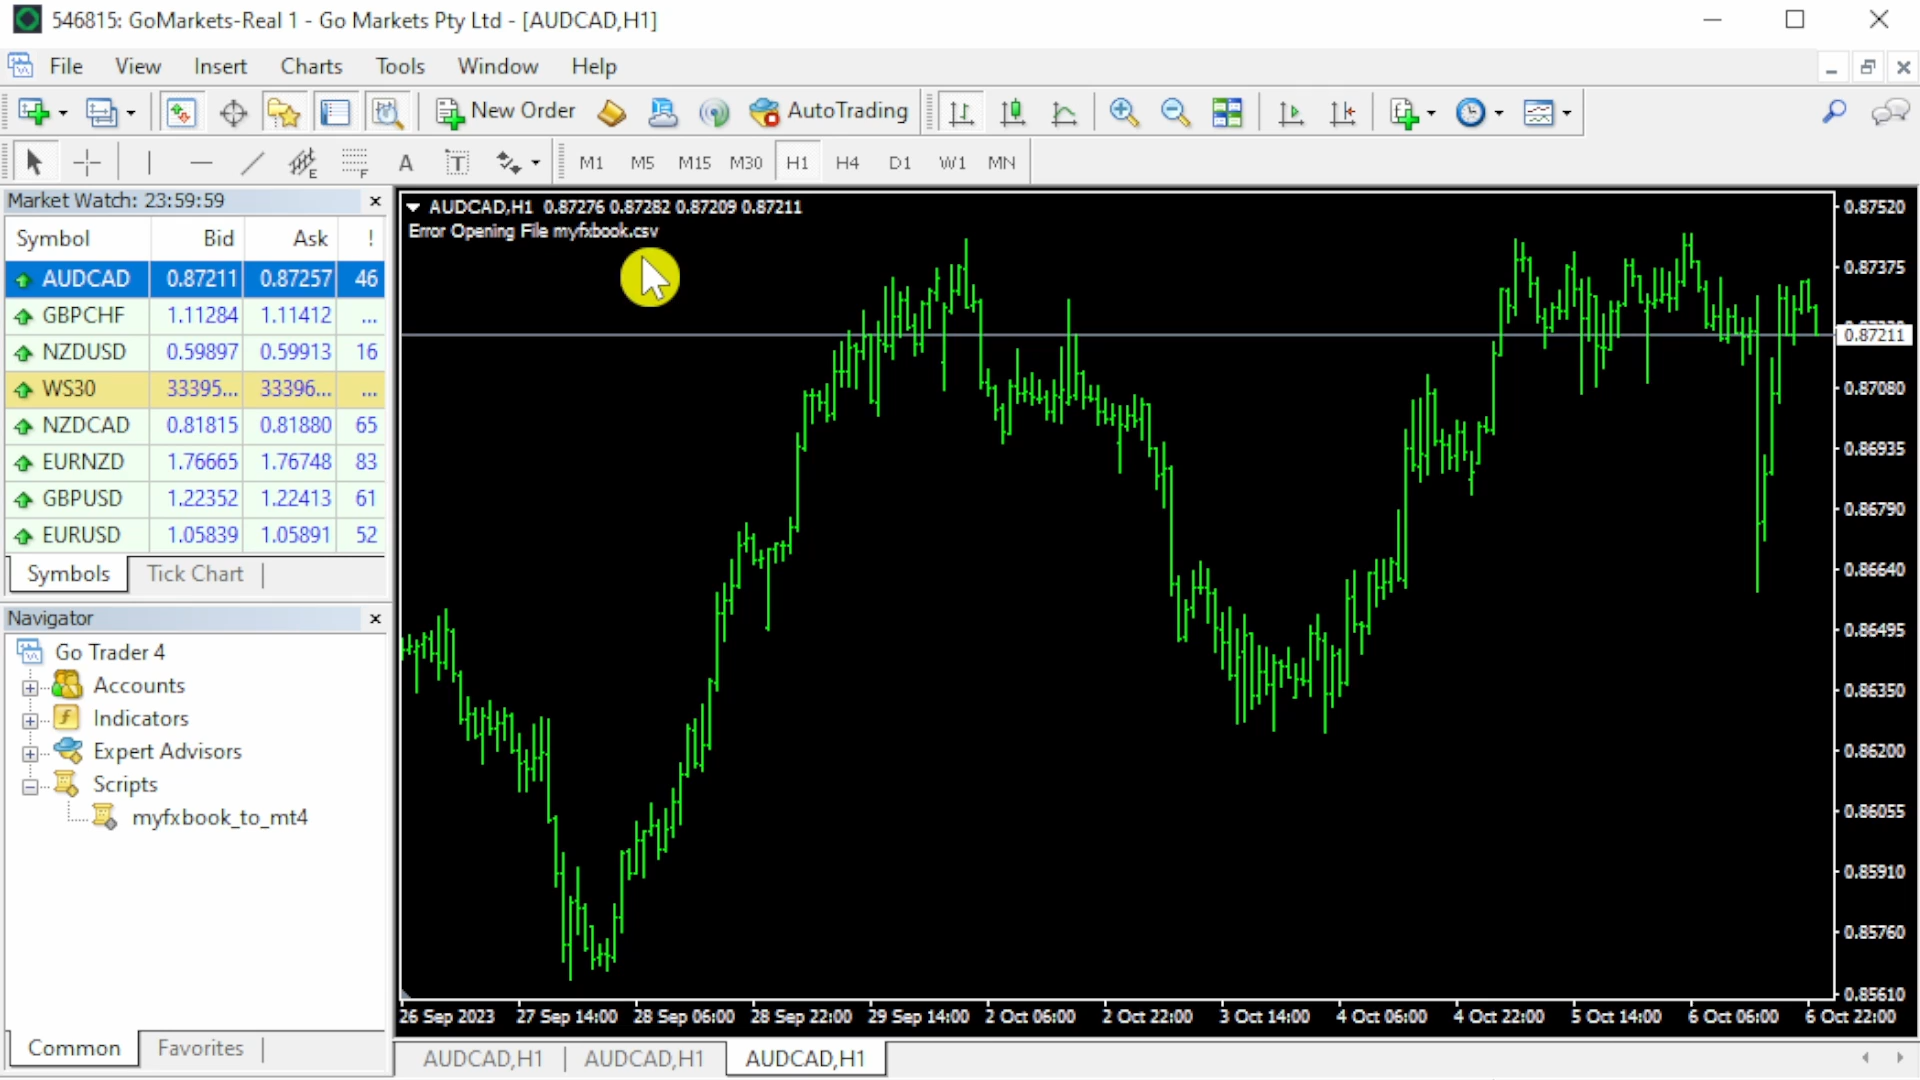 546815: GoMarkets-Real 1 - Go Markets Pty Ltd - [AUDCAD,H1]
File View Insert Charts Tools Window Help
New Order AutoTrading
A T M1 M5 M15 M30 H1 H4 D1 W1 MN
Market Watch: 23:59:59
Symbol Bid Ask !
AUDCAD 0.87211 0.87257 46
GBPCHF 1.11284 1.11412 ...
NZDUSD 0.59897 0.59913 16
WS30 33395... 33396... ...
NZDCAD 0.81815 0.81880 65
EURNZD 1.76665 1.76748 83
GBPUSD 1.22352 1.22413 61
EURUSD 1.05839 1.05891 52
Symbols Tick Chart
Navigator
Go Trader 4
Accounts
Indicators
Expert Advisors
Scripts
myfxbook_to_mt4
Common Favorites
AUDCAD,H1 0.87276 0.87282 0.87209 0.87211
Error Opening File myfxbook.csv
0.87520
0.87375
0.87211
0.87080
0.86935
0.86790
0.86640
0.86495
0.86350
0.86200
0.86055
0.85910
0.85760
0.85610
26 Sep 2023 27 Sep 14:00 28 Sep 06:00 28 Sep 22:00 29 Sep 14:00 2 Oct 06:00 2 Oct 22:00 3 Oct 14:00 4 Oct 06:00 4 Oct 22:00 5 Oct 14:00 6 Oct 06:00 6 Oct 22:00
AUDCAD,H1 AUDCAD,H1 AUDCAD,H1